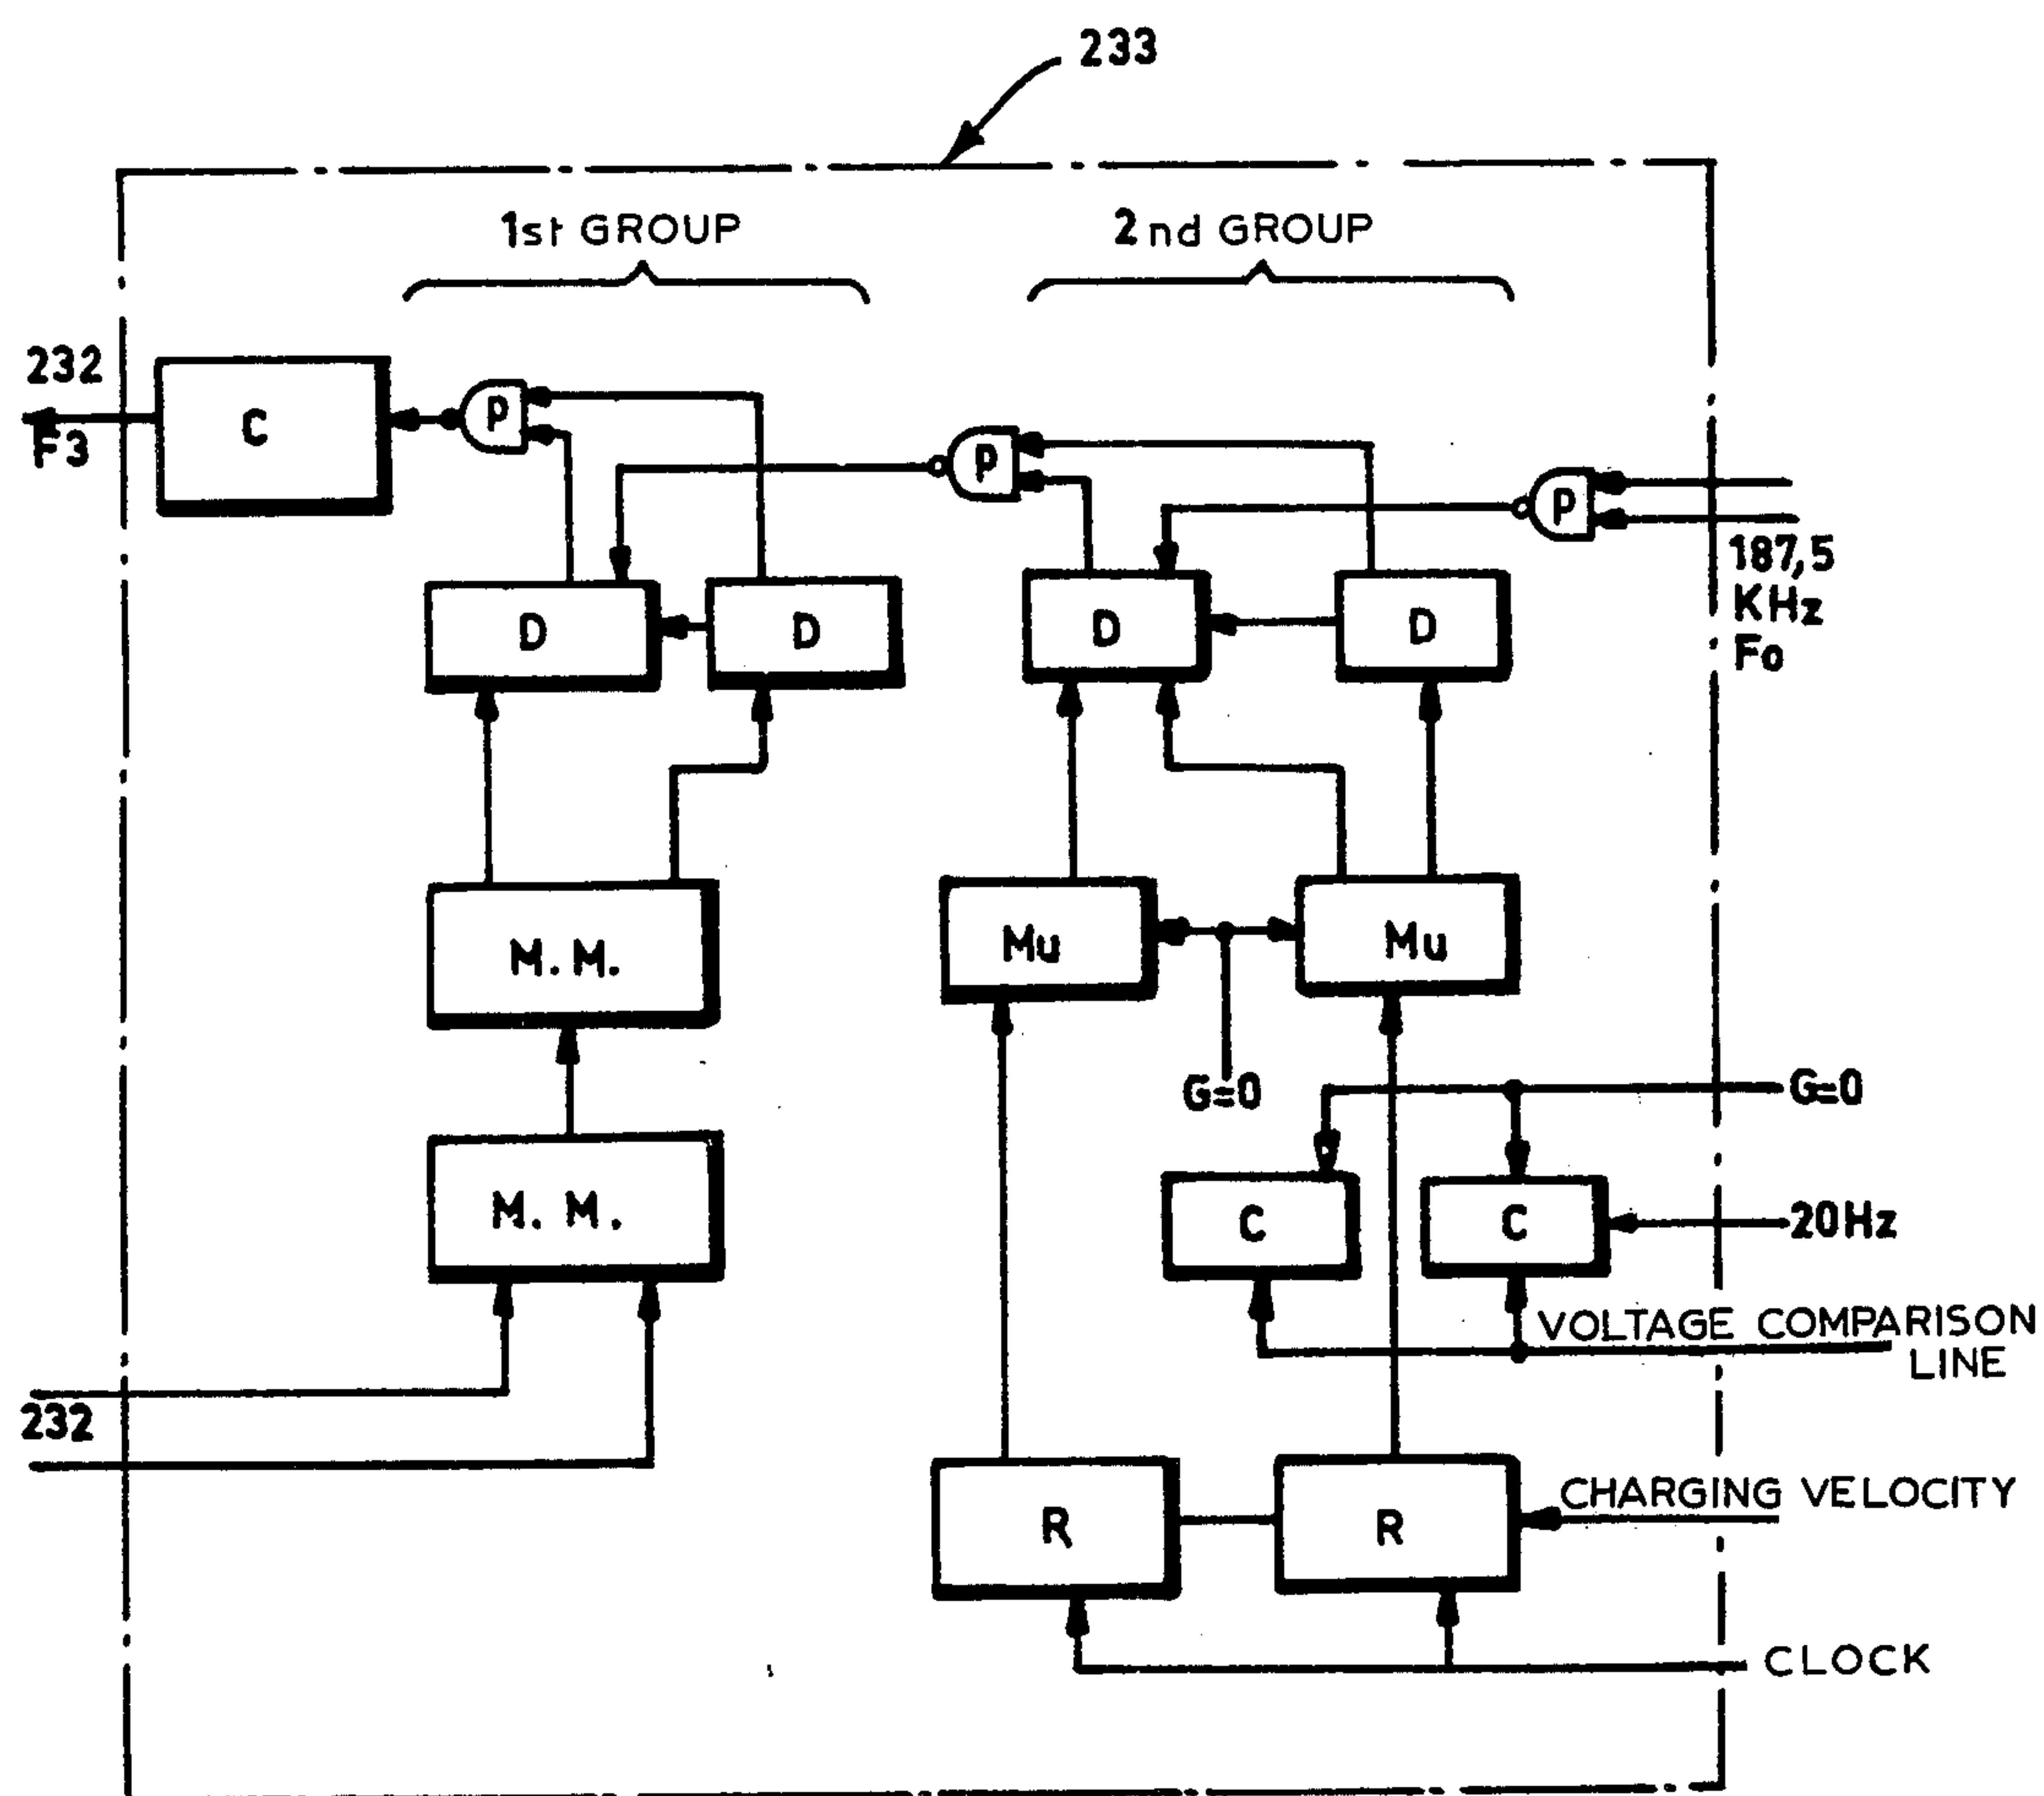 233
1st GROUP
2nd GROUP
232
F3
C
P
P
P
187,5
KHz
Fo
D
D
D
D
M.M.
Mu
Mu
G=0
G=0
M.M.
C
C
20Hz
VOLTAGE COMPARISON
LINE
232
R
R
CHARGING VELOCITY
CLOCK